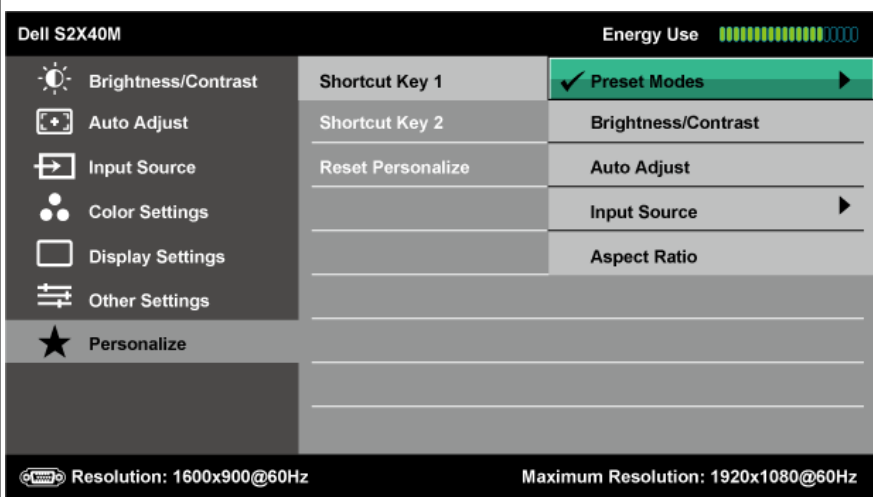 Dell S2X40M
Energy Use
Brightness/Contrast
Auto Adjust
Input Source
Color Settings
Display Settings
Other Settings
Personalize
Shortcut Key 1
Shortcut Key 2
Reset Personalize
Preset Modes
Brightness/Contrast
Auto Adjust
Input Source
Aspect Ratio
Resolution: 1600x900@60Hz
Maximum Resolution: 1920x1080@60Hz